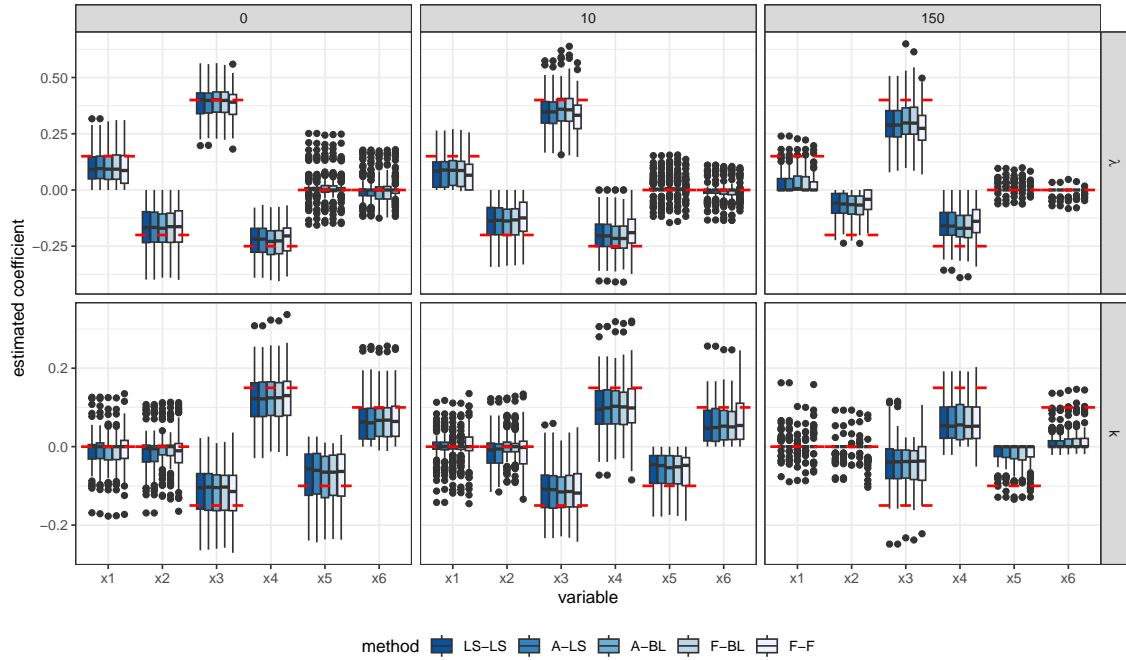 0 10 150
estimated coefficient
0.50
0.25
0.00
−0.25
λ
0.2
0.0
−0.2
k
x1 x2 x3 x4 x5 x6 x1 x2 x3 x4 x5 x6 x1 x2 x3 x4 x5 x6
variable
method LS−LS A−LS A−BL F−BL F−F